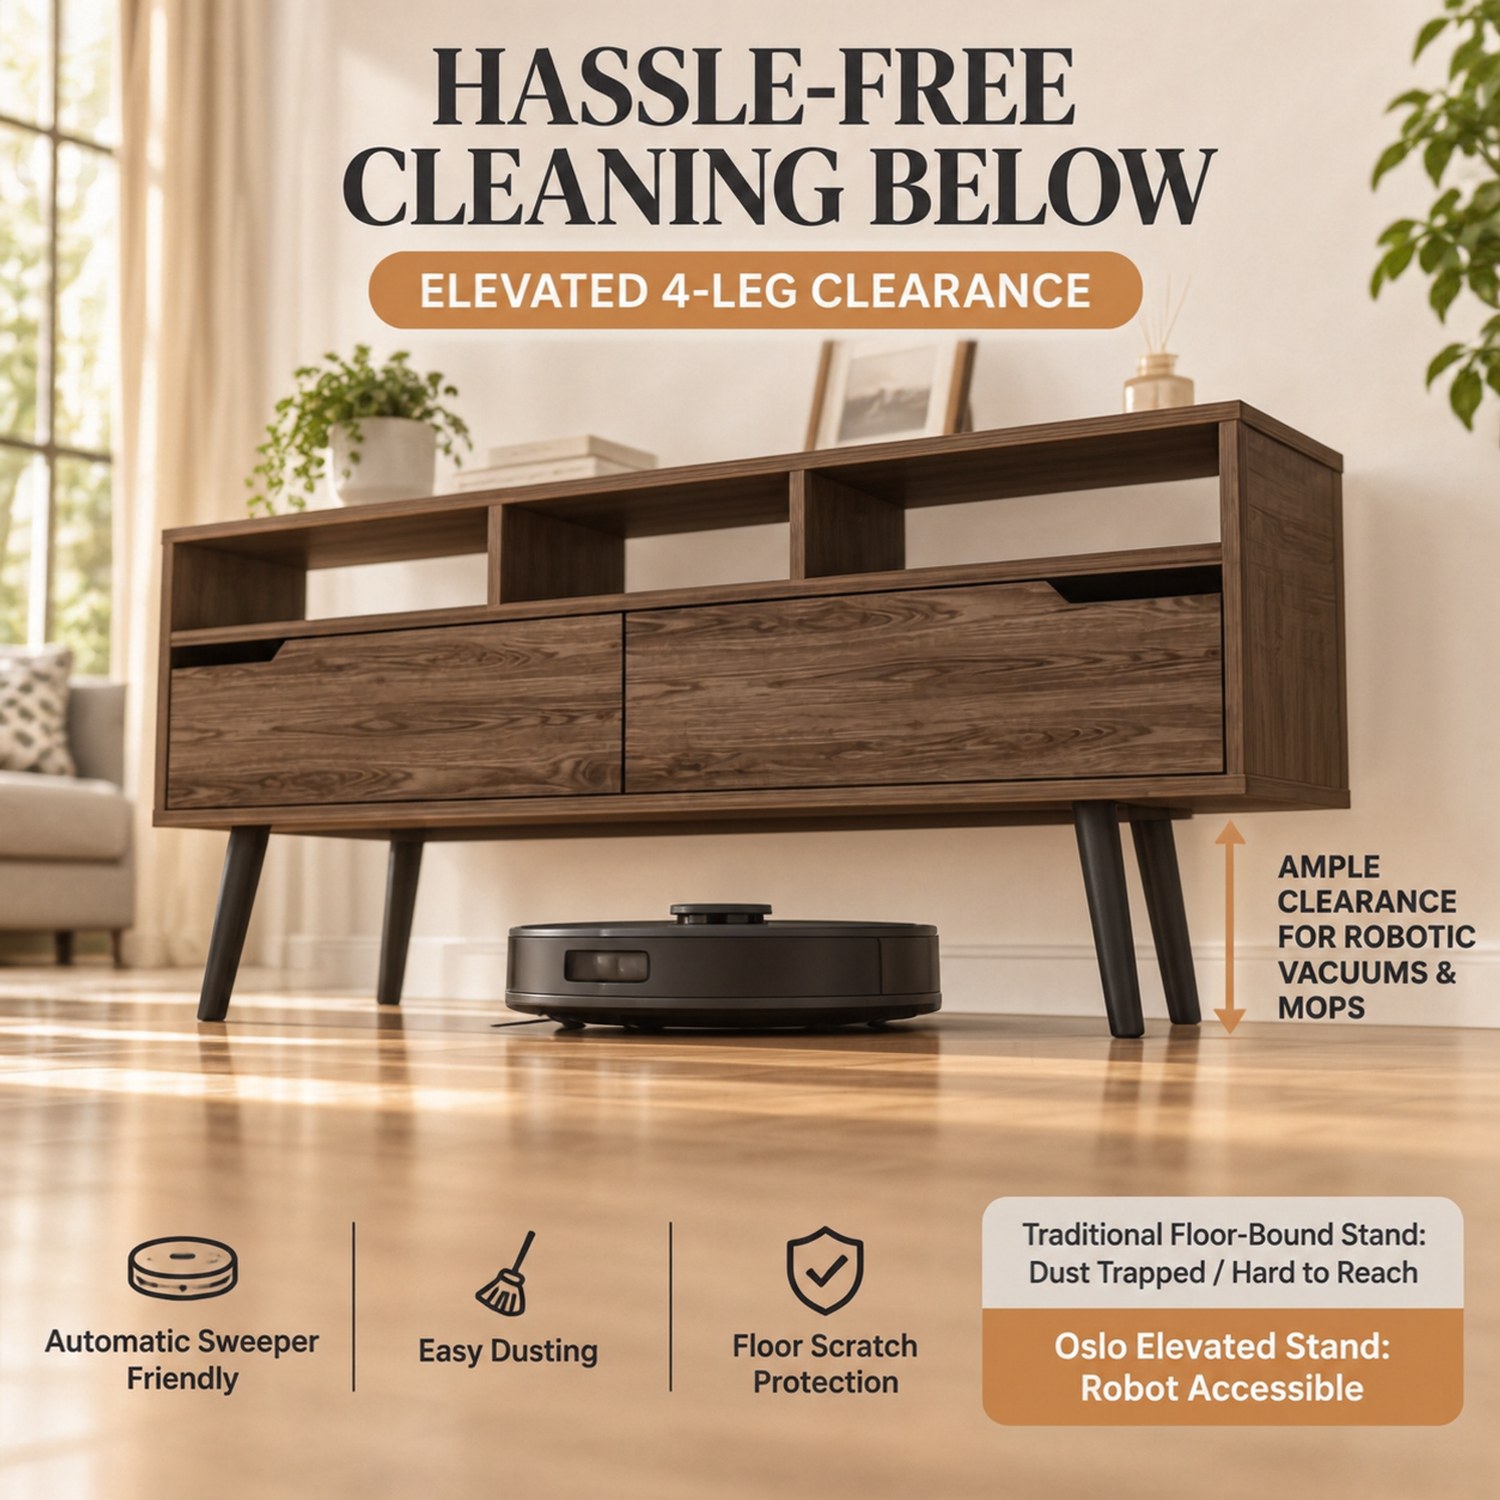 HASSLE-FREE
CLEANING BELOW
ELEVATED 4-LEG CLEARANCE
AMPLE
CLEARANCE
FOR ROBOTIC
VACUUMS &
MOPS
Automatic Sweeper
Friendly
Easy Dusting
Floor Scratch
Protection
Traditional Floor-Bound Stand:
Dust Trapped / Hard to Reach
Oslo Elevated Stand:
Robot Accessible